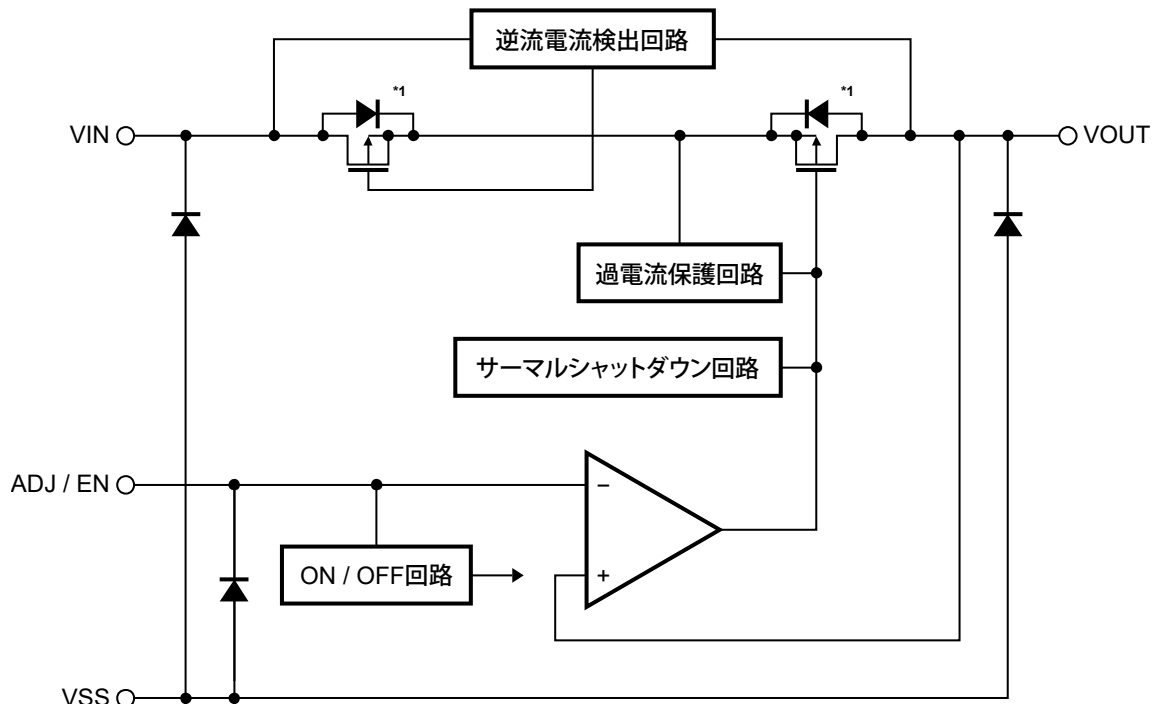 逆流電流検出回路
*1
*1
VIN
VOUT
過電流保護回路
サーマルシャットダウン回路
ADJ / EN
−
ON / OFF回路
+
VSS